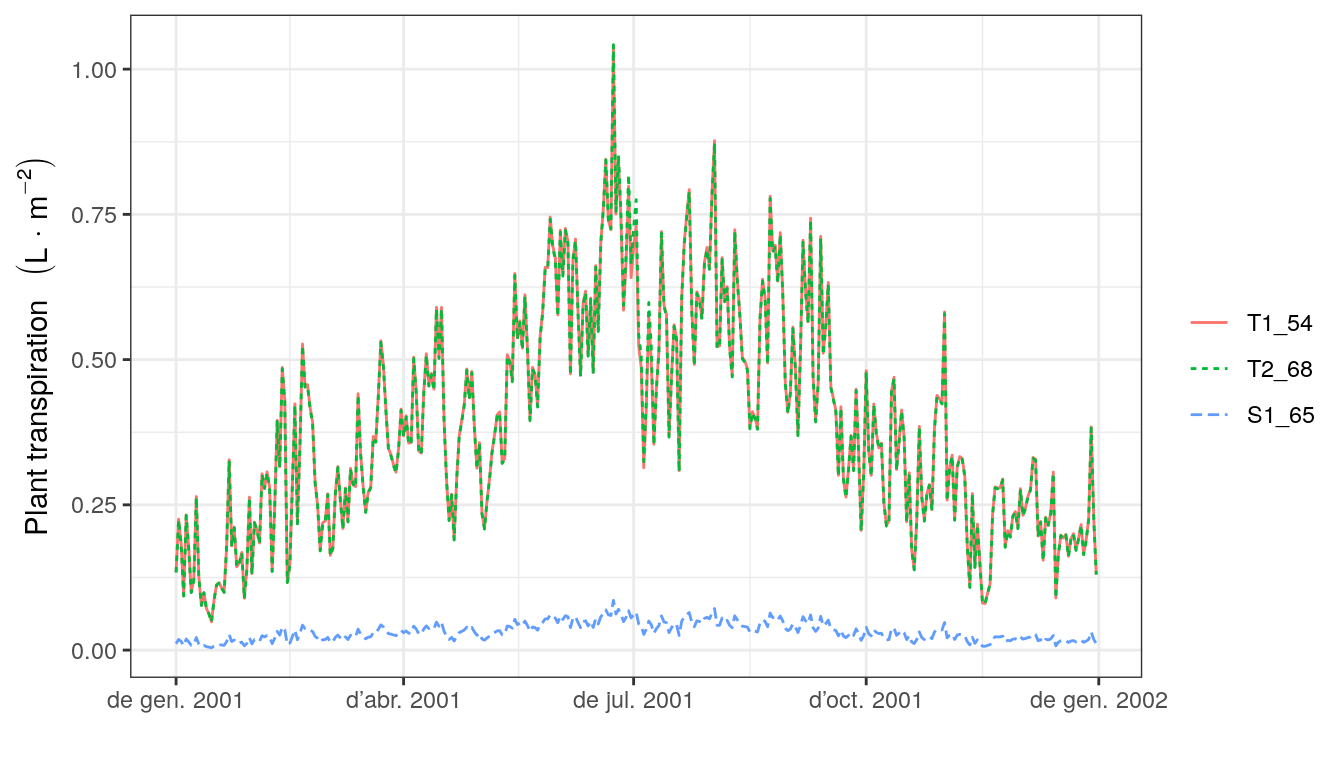 Plant transpiration (L · m⁻²)
1.00
0.75
0.50
0.25
0.00
de gen. 2001 d’abr. 2001 de jul. 2001 d’oct. 2001 de gen. 2002
T1_54
T2_68
S1_65